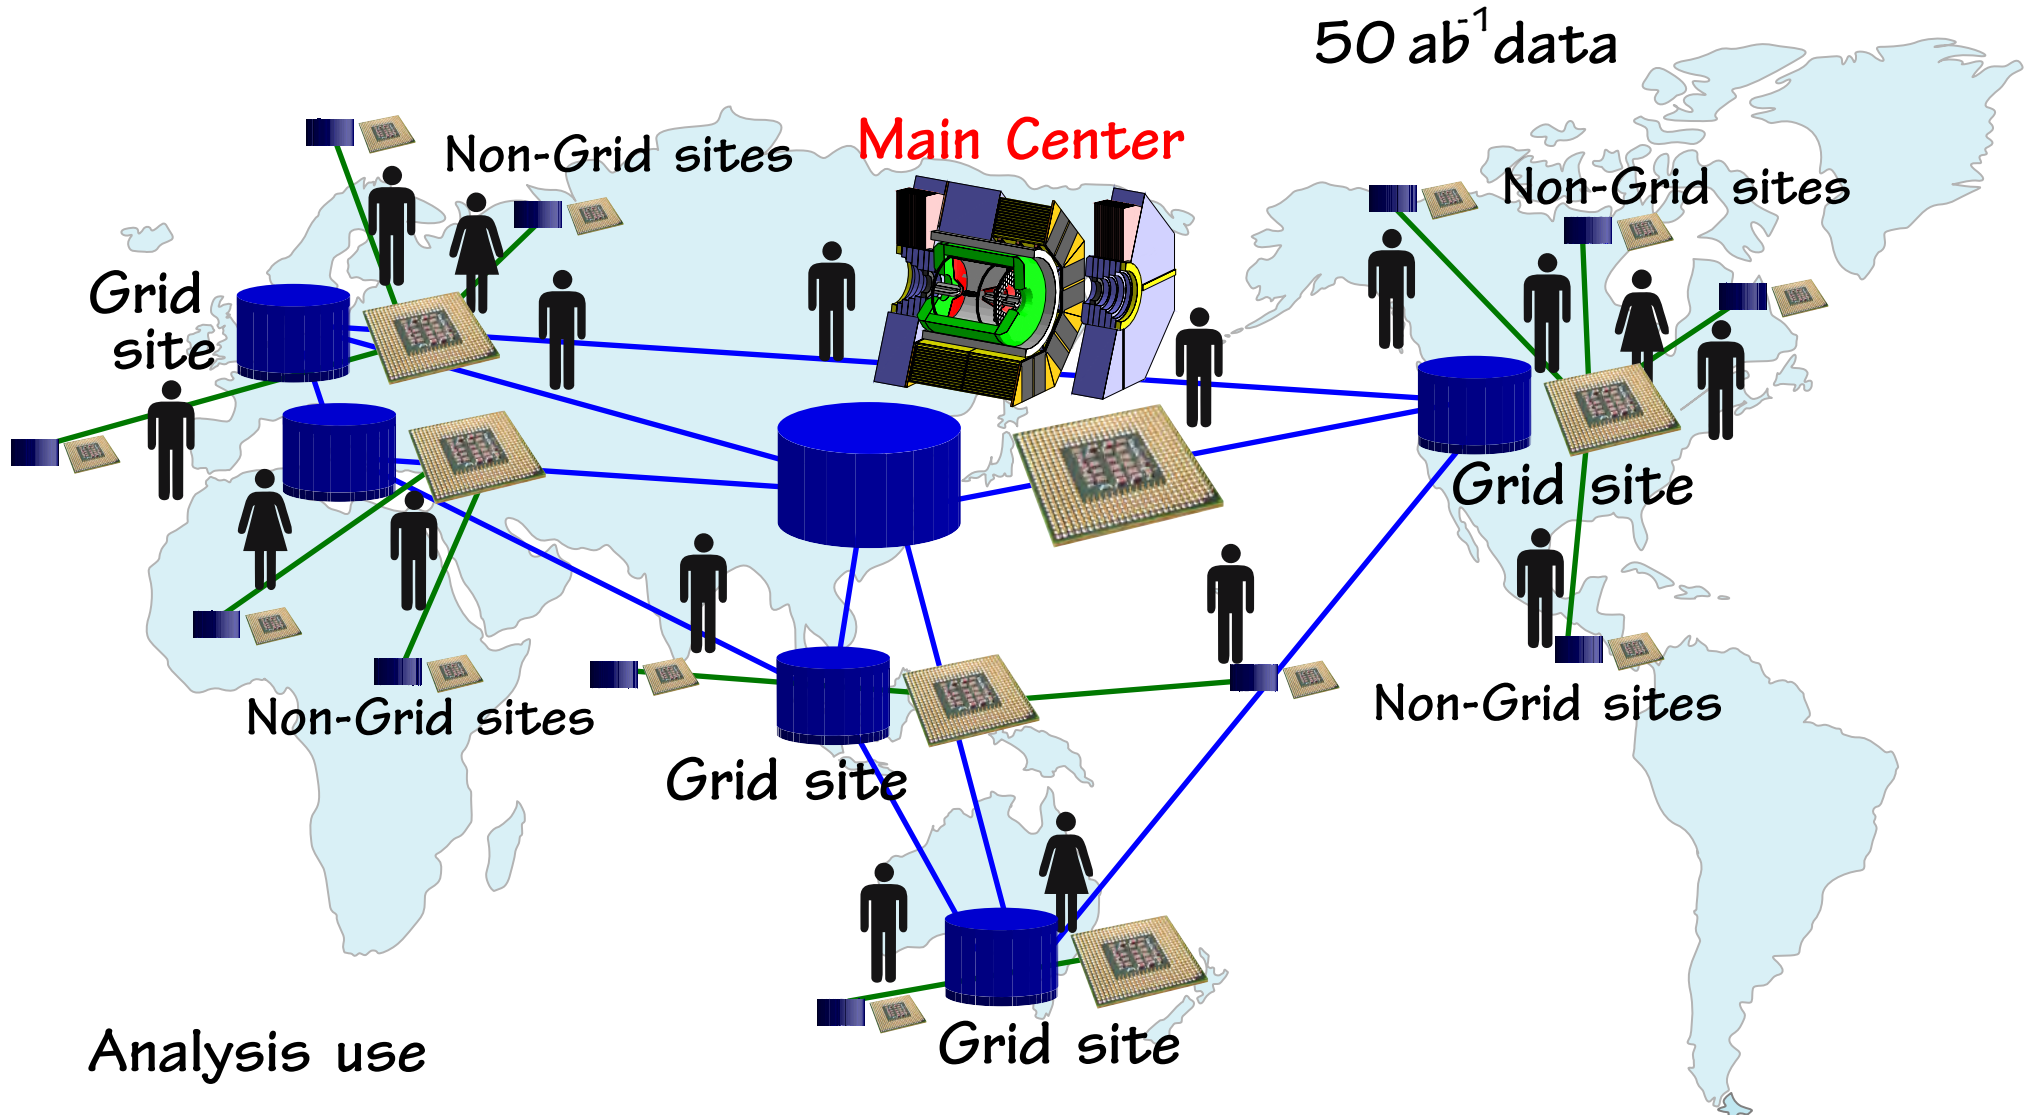 50 ab⁻¹ data
Main Center
Non-Grid sites
Non-Grid sites
Grid
site
Grid site
Non-Grid sites
Non-Grid sites
Grid site
Grid site
Analysis use